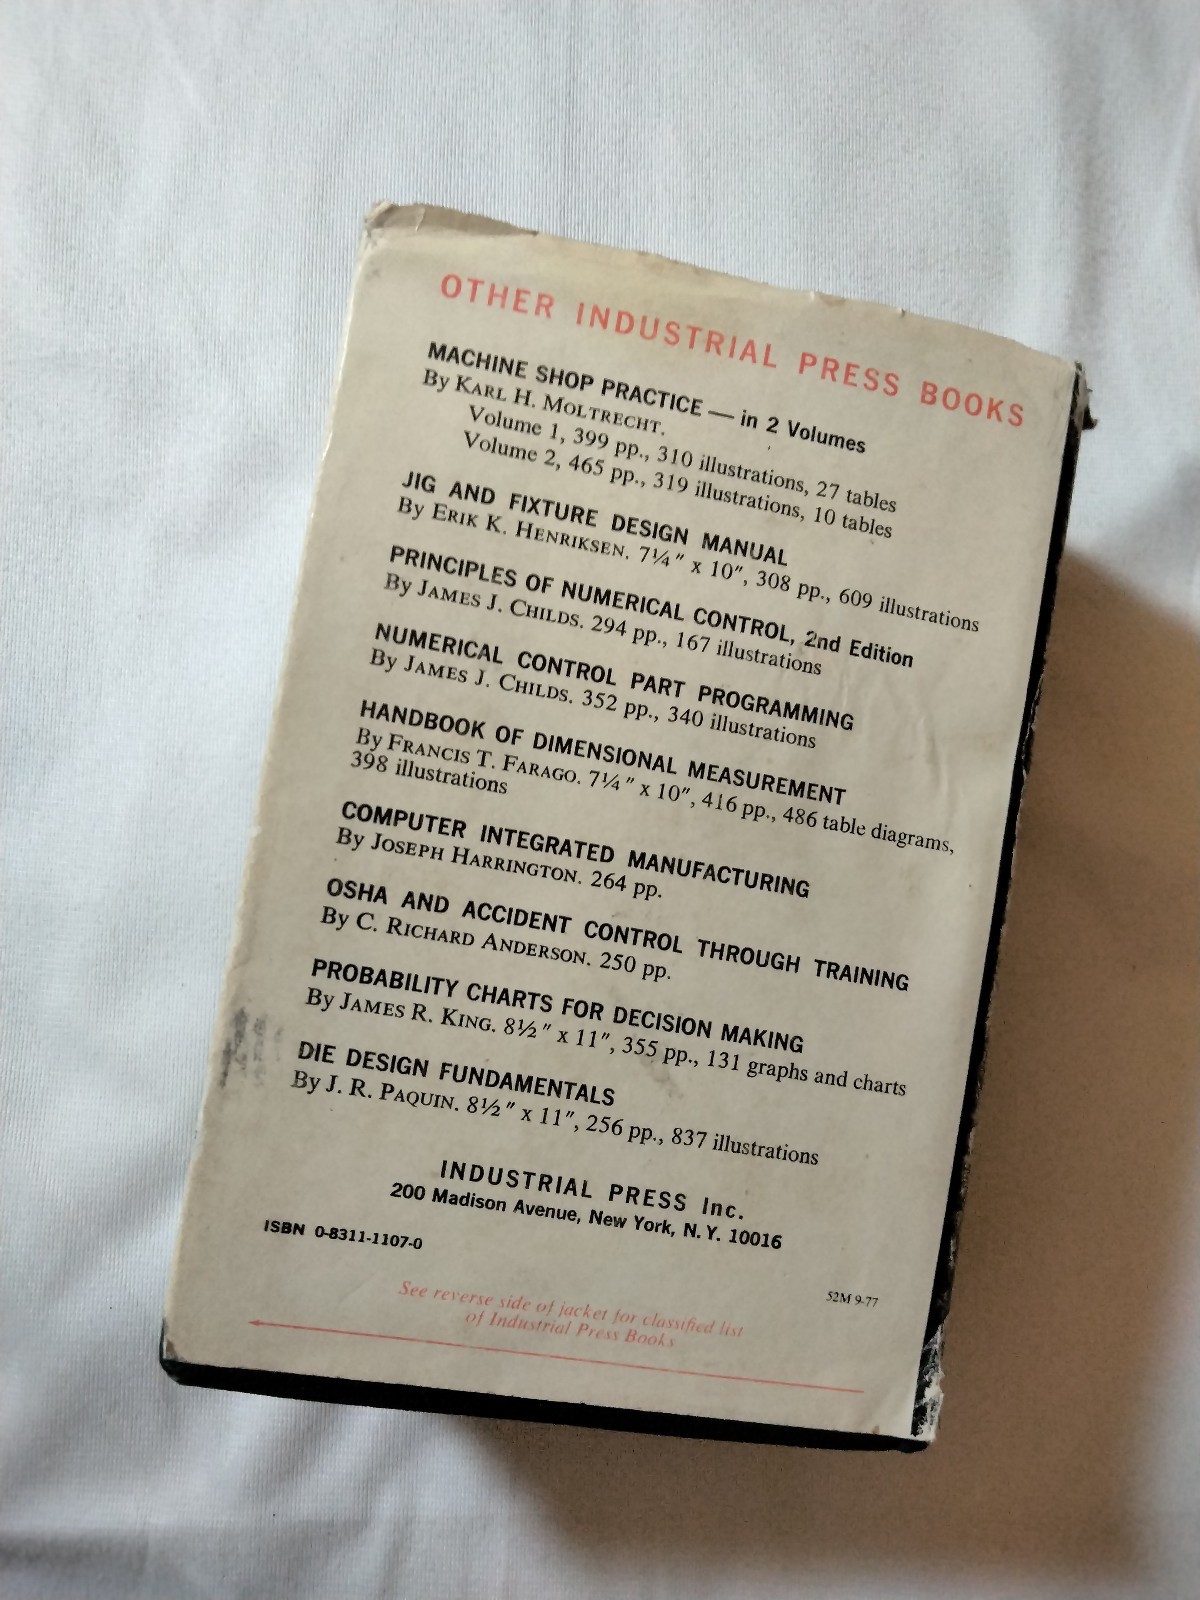 OTHER INDUSTRIAL PRESS BOOKS
MACHINE SHOP PRACTICE — in 2 Volumes
By KARL H. MOLTRECHT.
Volume 1, 399 pp., 310 illustrations, 27 tables
Volume 2, 465 pp., 319 illustrations, 10 tables
JIG AND FIXTURE DESIGN MANUAL
By ERIK K. HENRIKSEN. 7¼" x 10", 308 pp., 609 illustrations
PRINCIPLES OF NUMERICAL CONTROL, 2nd Edition
By JAMES J. CHILDS. 294 pp., 167 illustrations
NUMERICAL CONTROL PART PROGRAMMING
By JAMES J. CHILDS. 352 pp., 340 illustrations
HANDBOOK OF DIMENSIONAL MEASUREMENT
By FRANCIS T. FARAGO. 7¼" x 10", 416 pp., 486 table diagrams,
398 illustrations
COMPUTER INTEGRATED MANUFACTURING
By JOSEPH HARRINGTON. 264 pp.
OSHA AND ACCIDENT CONTROL THROUGH TRAINING
By C. RICHARD ANDERSON. 250 pp.
PROBABILITY CHARTS FOR DECISION MAKING
By JAMES R. KING. 8½" x 11", 355 pp., 131 graphs and charts
DIE DESIGN FUNDAMENTALS
By J. R. PAQUIN. 8½" x 11", 256 pp., 837 illustrations
INDUSTRIAL PRESS Inc.
200 Madison Avenue, New York, N.Y. 10016
ISBN 0-8311-1107-0
52M 9-77
See reverse side of jacket for classified list
of Industrial Press Books